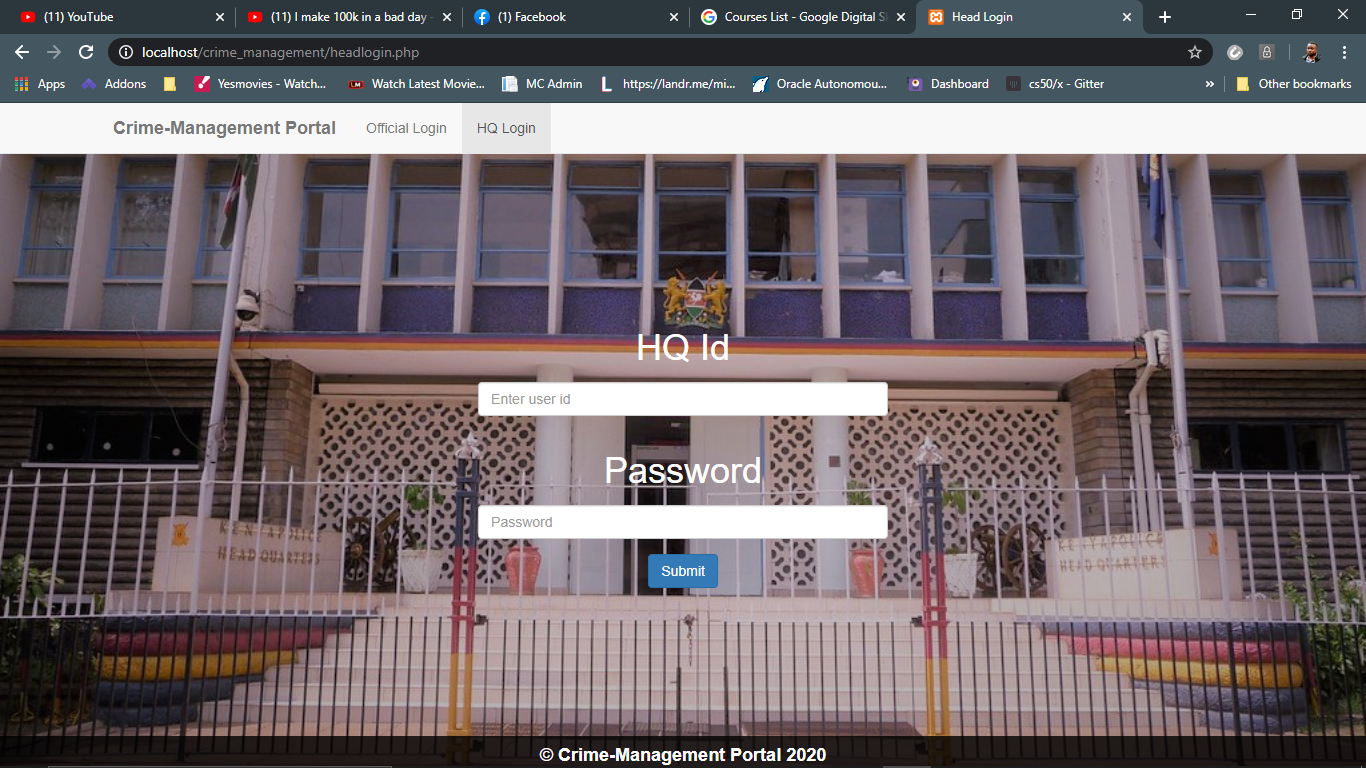 (11) YouTube
(11) I make 100k in a bad day -
(1) Facebook
Courses List - Google Digital Sk
Head Login
localhost/crime_management/headlogin.php
Apps
Addons
Yesmovies - Watch...
LM
Watch Latest Movie...
MC Admin
L
https://landr.me/mi...
Oracle Autonomou...
Dashboard
cs50/x - Gitter
»
Other bookmarks
Crime-Management Portal
Official Login
HQ Login
HQ Id
Enter user id
Password
Password
Submit
KENYA POLICE
HEAD QUARTERS
KENYA POLICE
HEAD QUARTERS
© Crime-Management Portal 2020